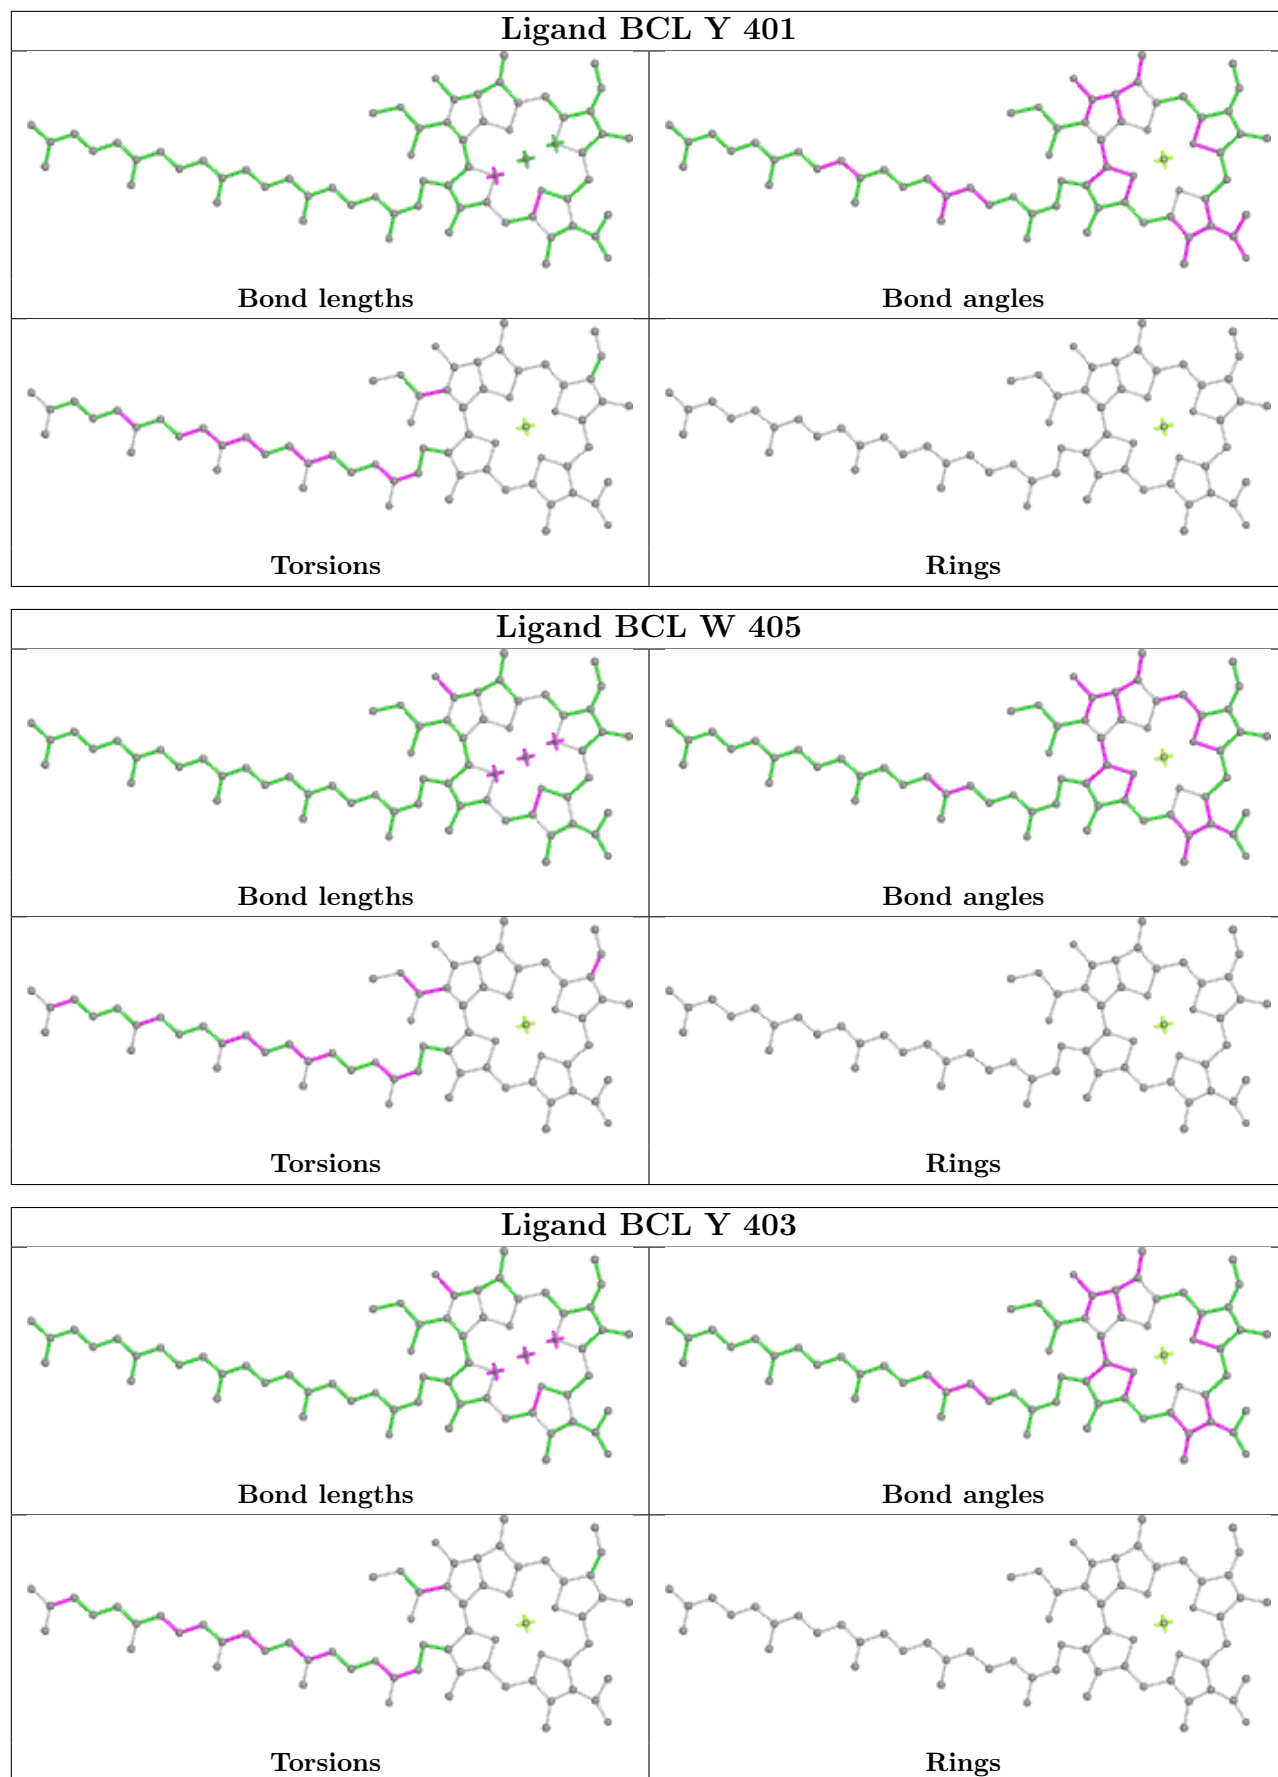 Ligand BCL Y 401
Bond lengths
Bond angles
Torsions
Rings
Ligand BCL W 405
Bond lengths
Bond angles
Torsions
Rings
Ligand BCL Y 403
Bond lengths
Bond angles
Torsions
Rings